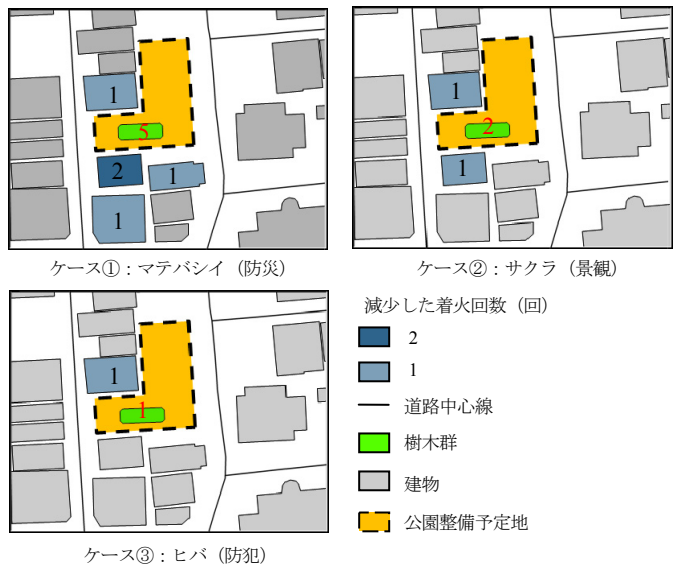 1
5
2
1
1
ケース①：マテバシイ（防災）
1
2
1
ケース②：サクラ（景観）
1
1
ケース③：ヒバ（防犯）
減少した着火回数（回）
2
1
道路中心線
樹木群
建物
公園整備予定地